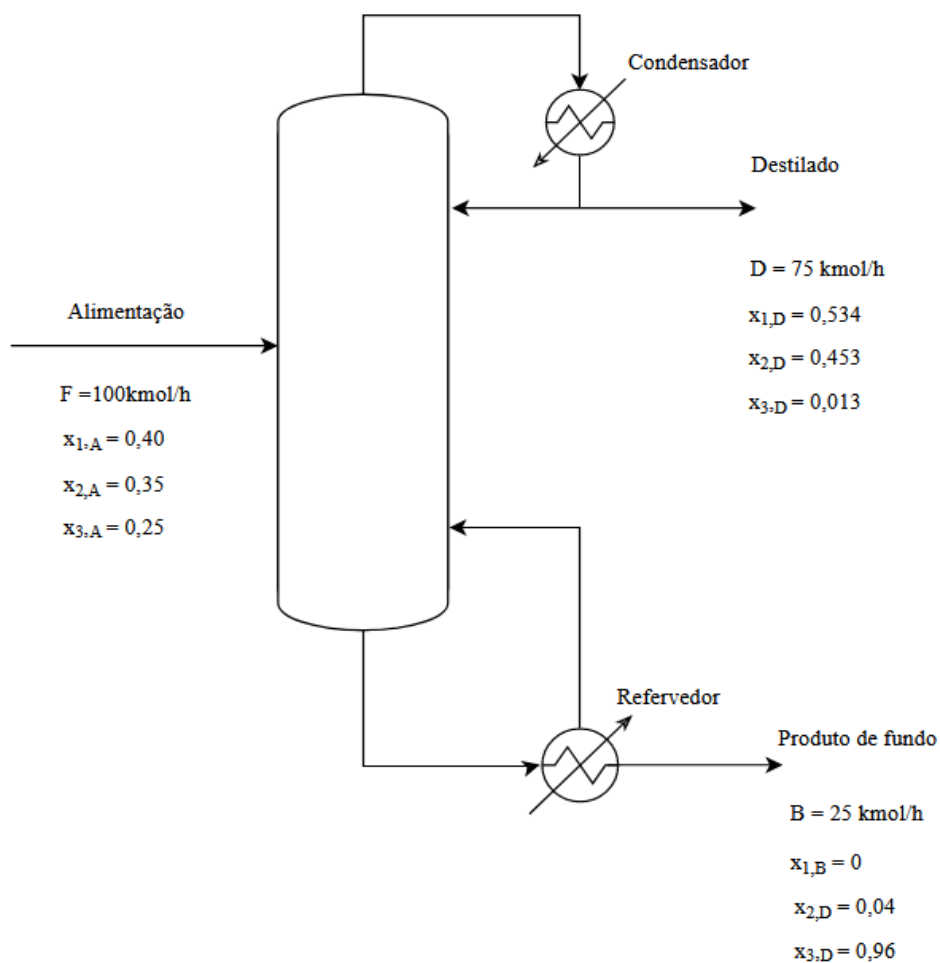 Condensador
Destilado
D = 75 kmol/h
x1,D = 0,534
x2,D = 0,453
x3,D = 0,013
Alimentação
F =100kmol/h
x1,A = 0,40
x2,A = 0,35
x3,A = 0,25
Refervedor
Produto de fundo
B = 25 kmol/h
x1,B = 0
x2,D = 0,04
x3,D = 0,96